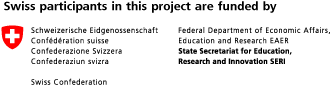 Swiss participants in this project are funded by
Schweizerische Eidgenossenschaft
Confédération suisse
Confederazione Svizzera
Confederaziun svizra
Swiss Confederation
Federal Department of Economic Affairs,
Education and Research EAER
State Secretariat for Education,
Research and Innovation SERI